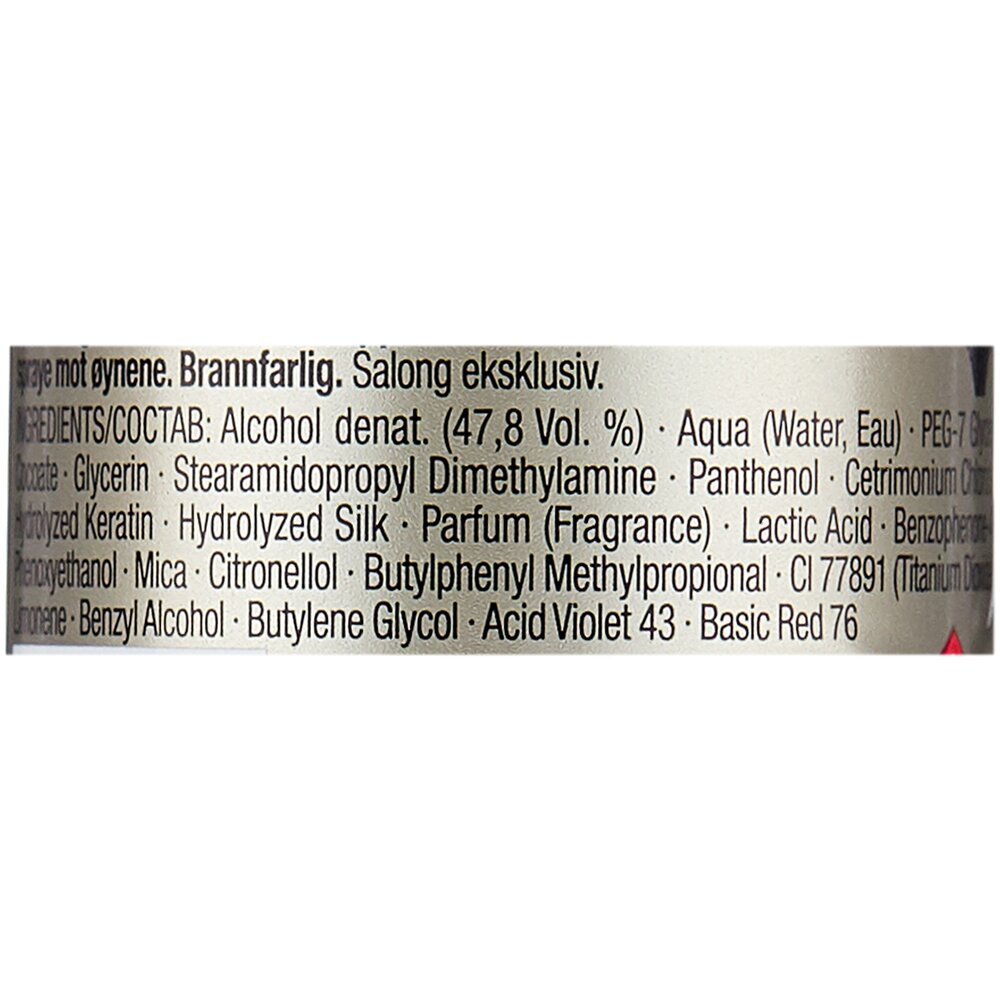 spraye mot øynene. Brannfarlig. Salong eksklusiv.
INGREDIENTS/COCTAB: Alcohol denat. (47,8 Vol. %) · Aqua (Water, Eau) · PEG-7
Cocoate · Glycerin · Stearamidopropyl Dimethylamine · Panthenol · Cetrimonium
Hydrolyzed Keratin · Hydrolyzed Silk · Parfum (Fragrance) · Lactic Acid ·
Phenoxyethanol · Mica · Citronellol · Butylphenyl Methylpropional · CI 77891 (Titanium
Limonene · Benzyl Alcohol · Butylene Glycol · Acid Violet 43 · Basic Red 76